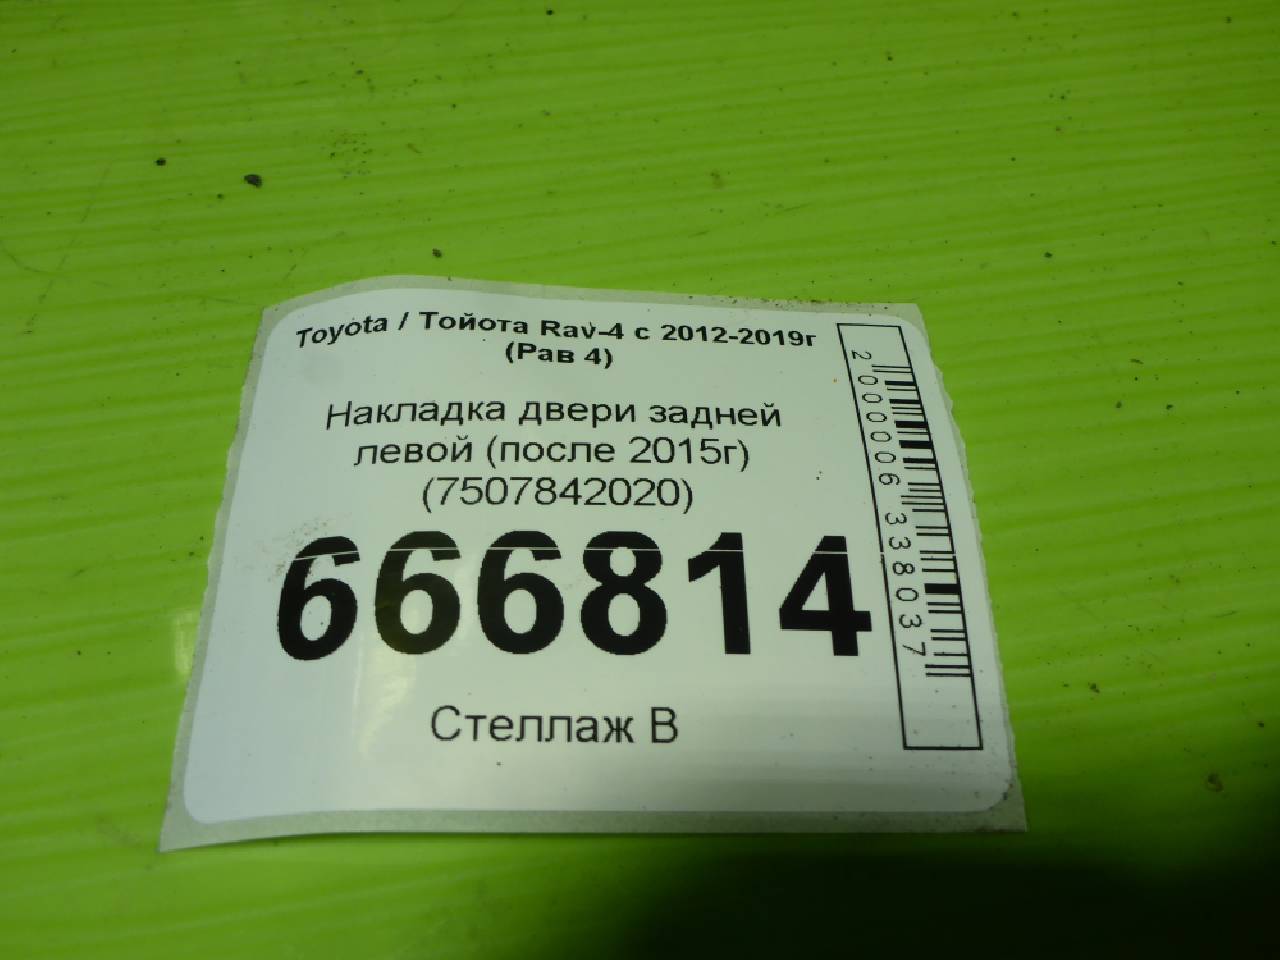 Toyota / Тойота Rav-4 с 2012-2019г
(Рав 4)
Накладка двери задней
левой (после 2015г)
(7507842020)
666814
Стеллаж В
2000006338037